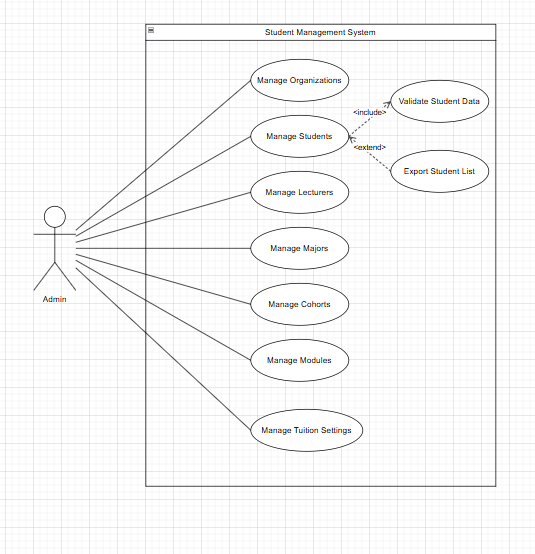 Student Management System
Manage Organizations
Validate Student Data
<include>
Manage Students
<extend>
Export Student List
Manage Lecturers
Manage Majors
Admin
Manage Cohorts
Manage Modules
Manage Tuition Settings